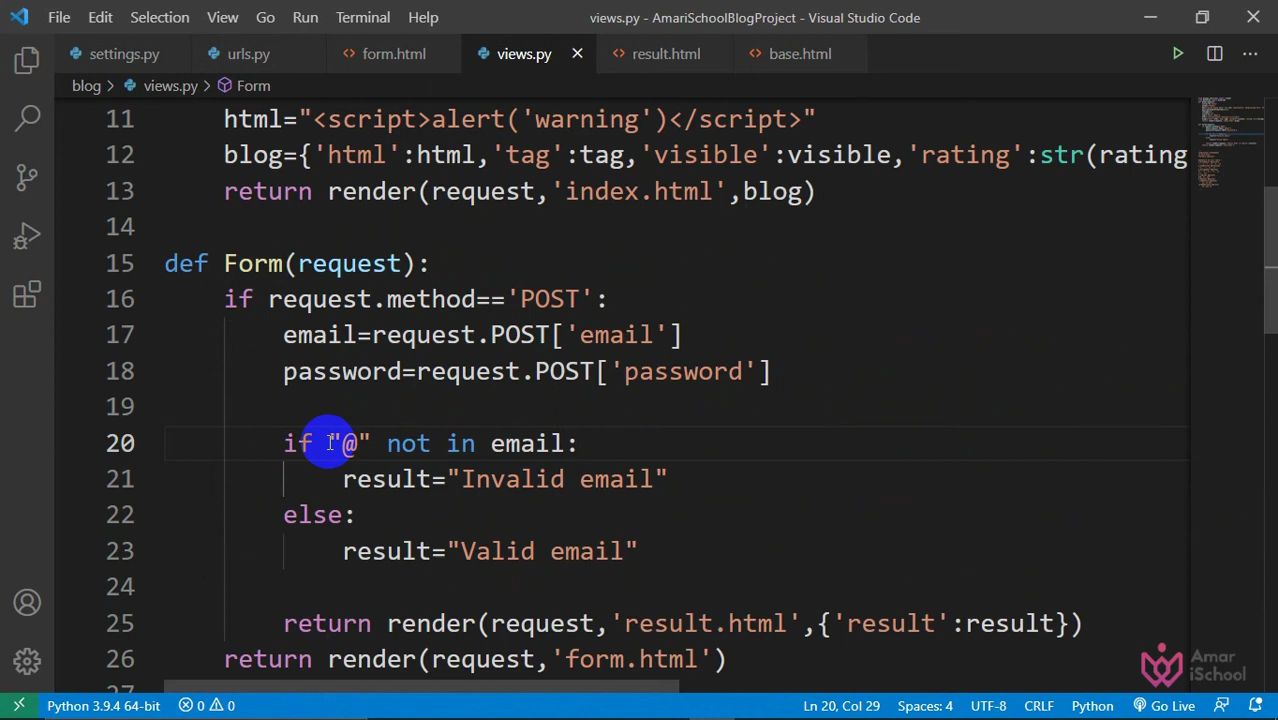 File Edit Selection View Go Run Terminal Help views.py - AmariSchoolBlogProject - Visual Studio Code
settings.py urls.py form.html views.py result.html base.html
blog > views.py > Form
11 html="<script>alert('warning')</script>"
12 blog={'html':html,'tag':tag,'visible':visible,'rating':str(rating
13 return render(request,'index.html',blog)
14
15 def Form(request):
16 if request.method=='POST':
17 email=request.POST['email']
18 password=request.POST['password']
19
20 if "@" not in email:
21 result="Invalid email"
22 else:
23 result="Valid email"
24
25 return render(request,'result.html',{'result':result})
26 return render(request,'form.html')
27
Amar
iSchool
Python 3.9.4 64-bit 0 0 Ln 20, Col 29 Spaces: 4 UTF-8 CRLF Python Go Live